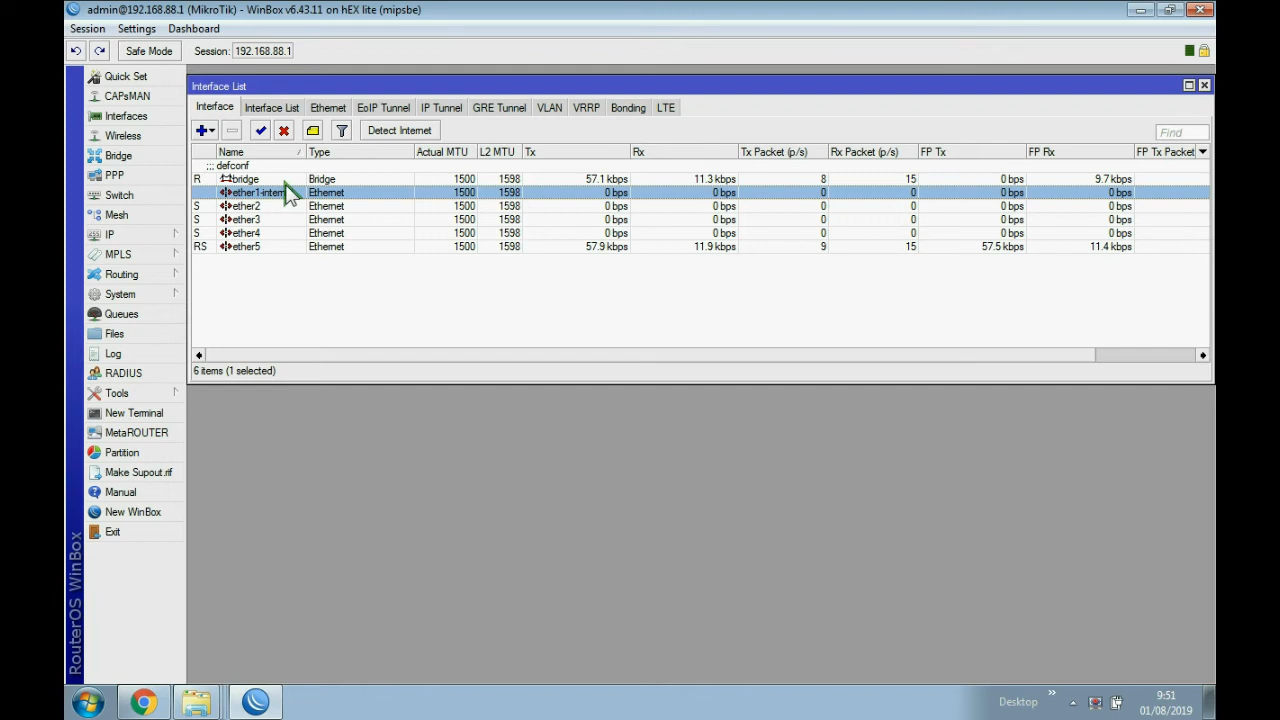 admin@192.168.88.1 (MikroTik) - WinBox v6.43.11 on hEX lite (mipsbe)
Session Settings Dashboard
Safe Mode Session: 192.168.88.1
Quick Set
CAPsMAN
Interfaces
Wireless
Bridge
PPP
Switch
Mesh
IP
MPLS
Routing
System
Queues
Files
Log
RADIUS
Tools
New Terminal
MetaROUTER
Partition
Make Supout.rif
Manual
New WinBox
Exit
RouterOS WinBox
Interface List
Interface Interface List Ethernet EoIP Tunnel IP Tunnel GRE Tunnel VLAN VRRP Bonding LTE
Detect Internet Find
Name Type Actual MTU L2 MTU Tx Rx Tx Packet (p/s) Rx Packet (p/s) FP Tx FP Rx FP Tx Packet
;;; defconf
R bridge Bridge 1500 1598 57.1 kbps 11.3 kbps 8 15 0 bps 9.7 kbps
ether1-intern Ethernet 1500 1598 0 bps 0 bps 0 0 0 bps 0 bps
S ether2 Ethernet 1500 1598 0 bps 0 bps 0 0 0 bps 0 bps
S ether3 Ethernet 1500 1598 0 bps 0 bps 0 0 0 bps 0 bps
S ether4 Ethernet 1500 1598 0 bps 0 bps 0 0 0 bps 0 bps
RS ether5 Ethernet 1500 1598 57.9 kbps 11.9 kbps 9 15 57.5 kbps 11.4 kbps
6 items (1 selected)
Desktop »
9:51
01/08/2019